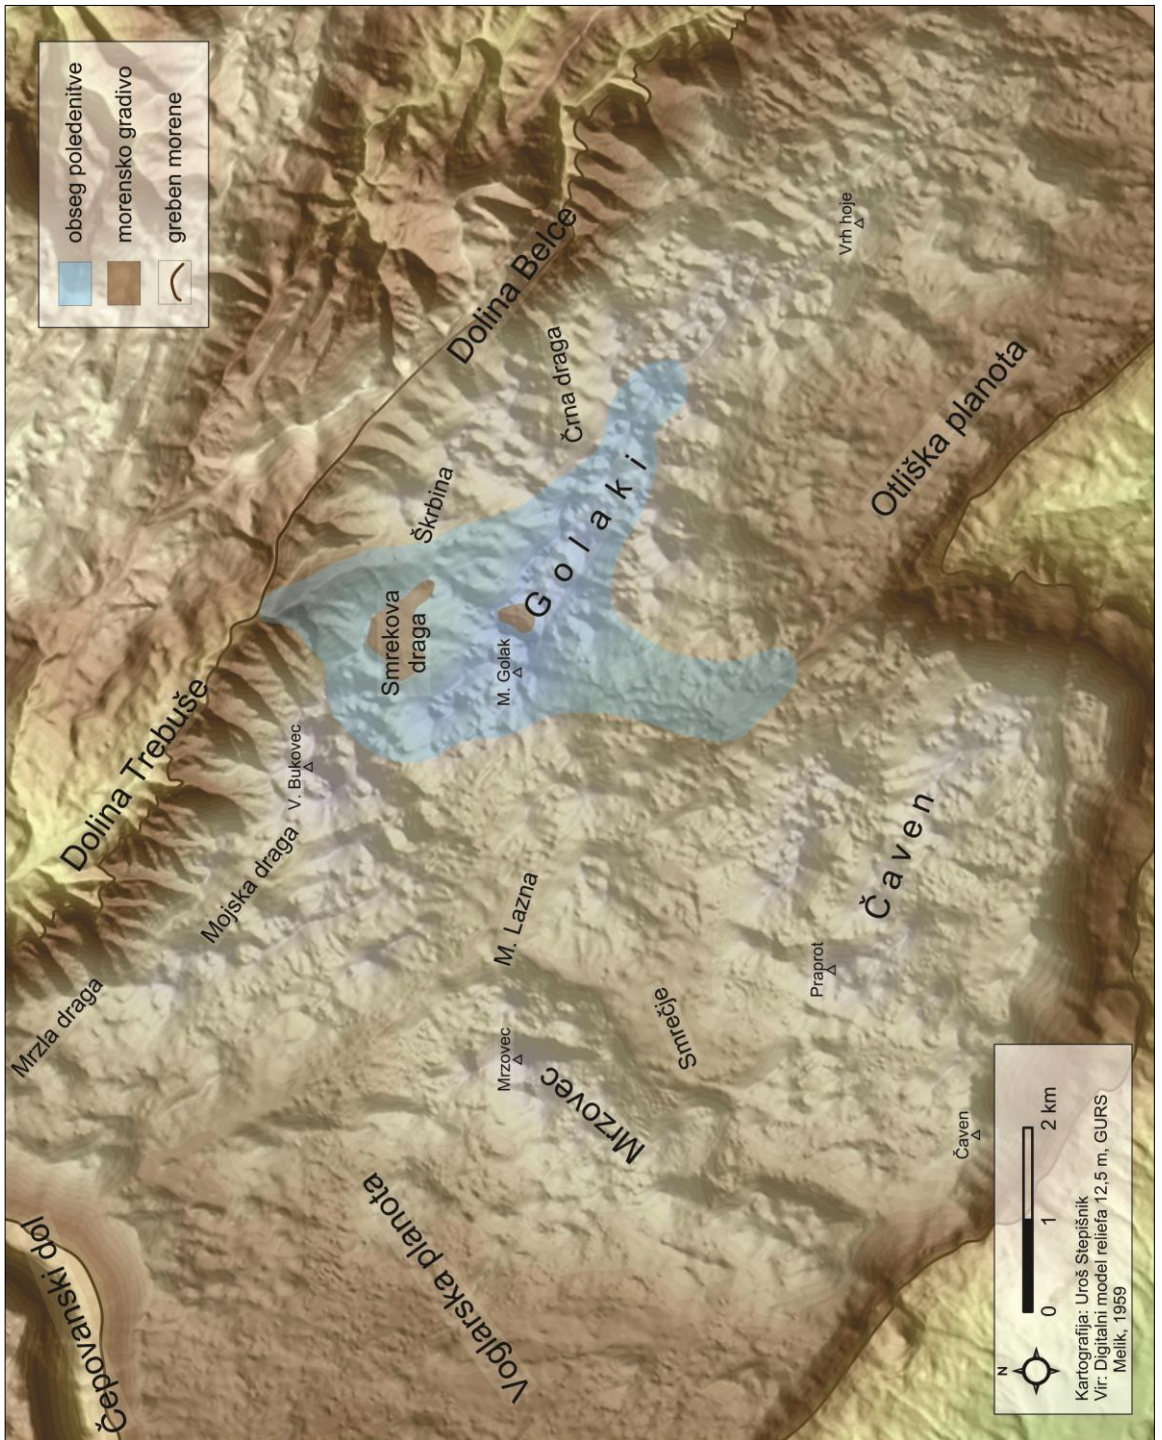 Čepovanski dol
Mrzla draga
Dolina Trebuše
Mojska draga
V. Bukovec
Voglarska planota
Mrzovec
Mrzovec
M. Lazna
Smrečje
Smrekova
draga
M. Golak
Golaki
Škrbina
Črna draga
Dolina Belce
Vrh hoje
Otliška planota
Praprot
Čaven
Čaven
obseg poledenitve
morensko gradivo
greben morene
N
0 1 2 km
Kartografija: Uroš Stepišnik
Vir: Digitalni model reliefa 12,5 m, GURS
Melik, 1959